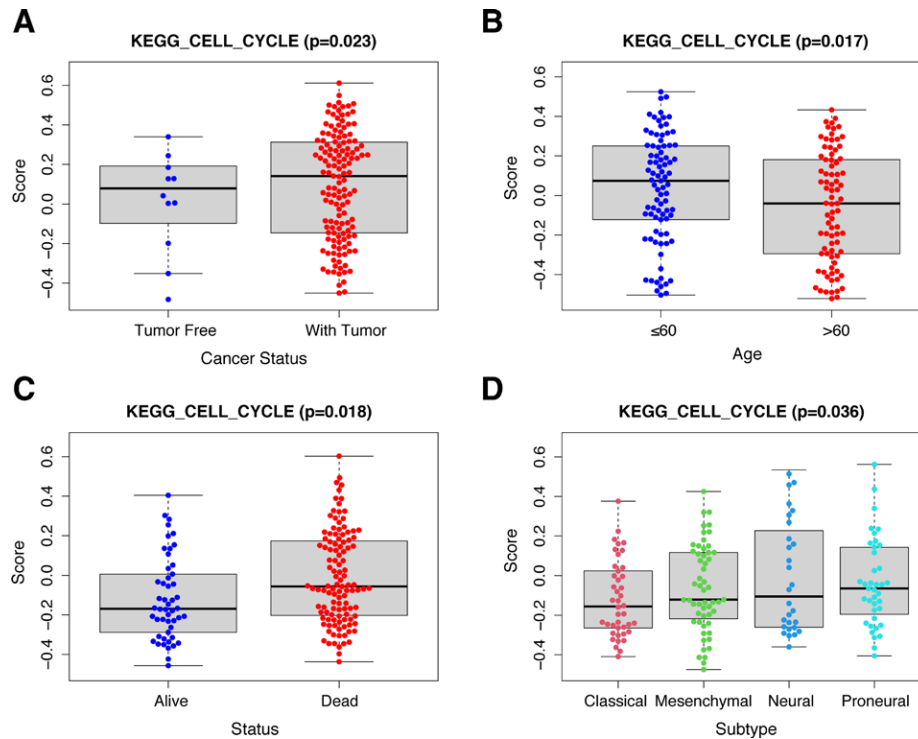 A
KEGG_CELL_CYCLE (p=0.023)
Score
0.6
0.4
0.2
0.0
−0.2
−0.4
Tumor Free
With Tumor
Cancer Status
B
KEGG_CELL_CYCLE (p=0.017)
Score
0.6
0.4
0.2
0.0
−0.2
−0.4
≤60
>60
Age
C
KEGG_CELL_CYCLE (p=0.018)
Score
0.6
0.4
0.2
0.0
−0.2
−0.4
Alive
Dead
Status
D
KEGG_CELL_CYCLE (p=0.036)
Score
0.6
0.4
0.2
0.0
−0.2
−0.4
Classical
Mesenchymal
Neural
Proneural
Subtype